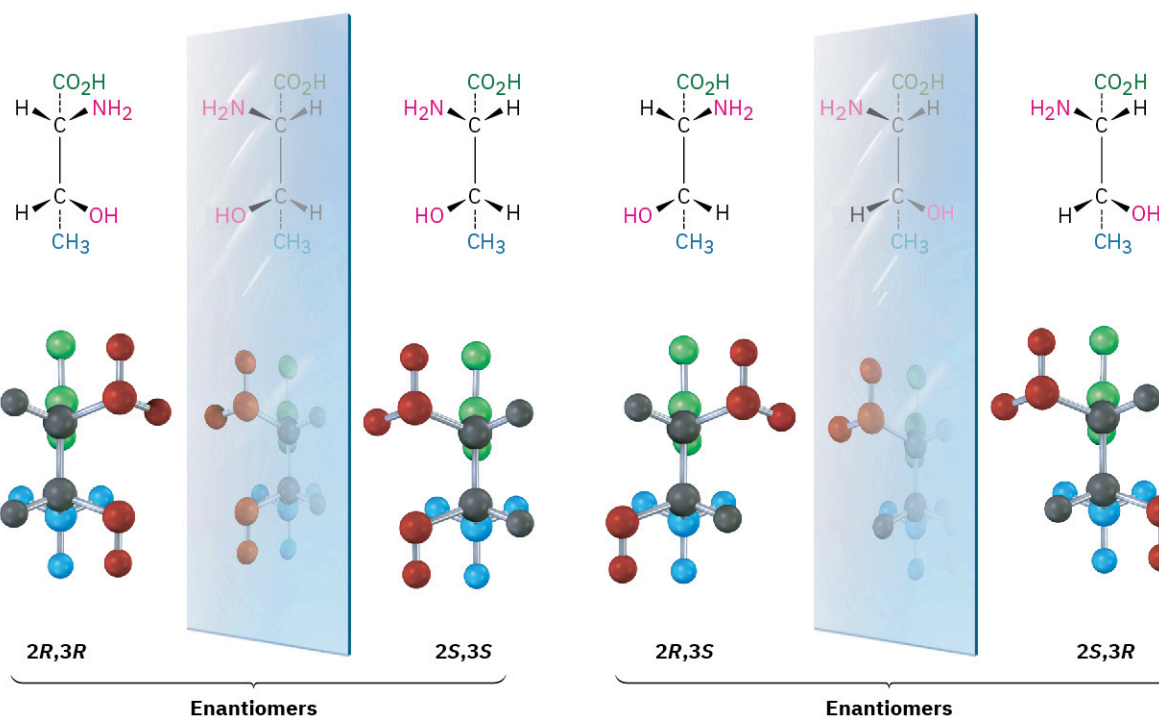 CO₂H CO₂H CO₂H CO₂H CO₂H CO₂H
H NH₂ H₂N H H₂N H H NH₂ H₂N H H₂N H
C C C C C C
C C C C C C
H OH HO H HO H HO H H OH H OH
CH₃ CH₃ CH₃ CH₃ CH₃ CH₃
2R,3R 2S,3S 2R,3S 2S,3R
Enantiomers Enantiomers